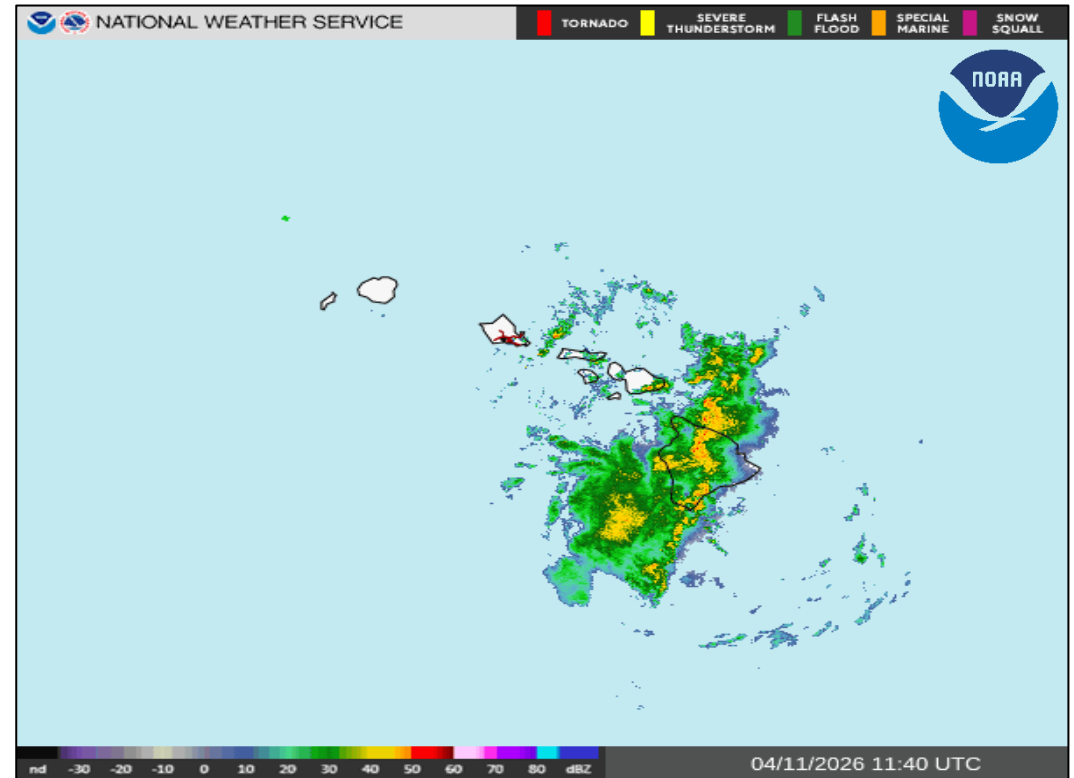 NATIONAL WEATHER SERVICE
TORNADO
SEVERE
THUNDERSTORM
FLASH
FLOOD
SPECIAL
MARINE
SNOW
SQUALL
NOAA
nd -30 -20 -10 0 10 20 30 40 50 60 70 80 dBZ
04/11/2026 11:40 UTC